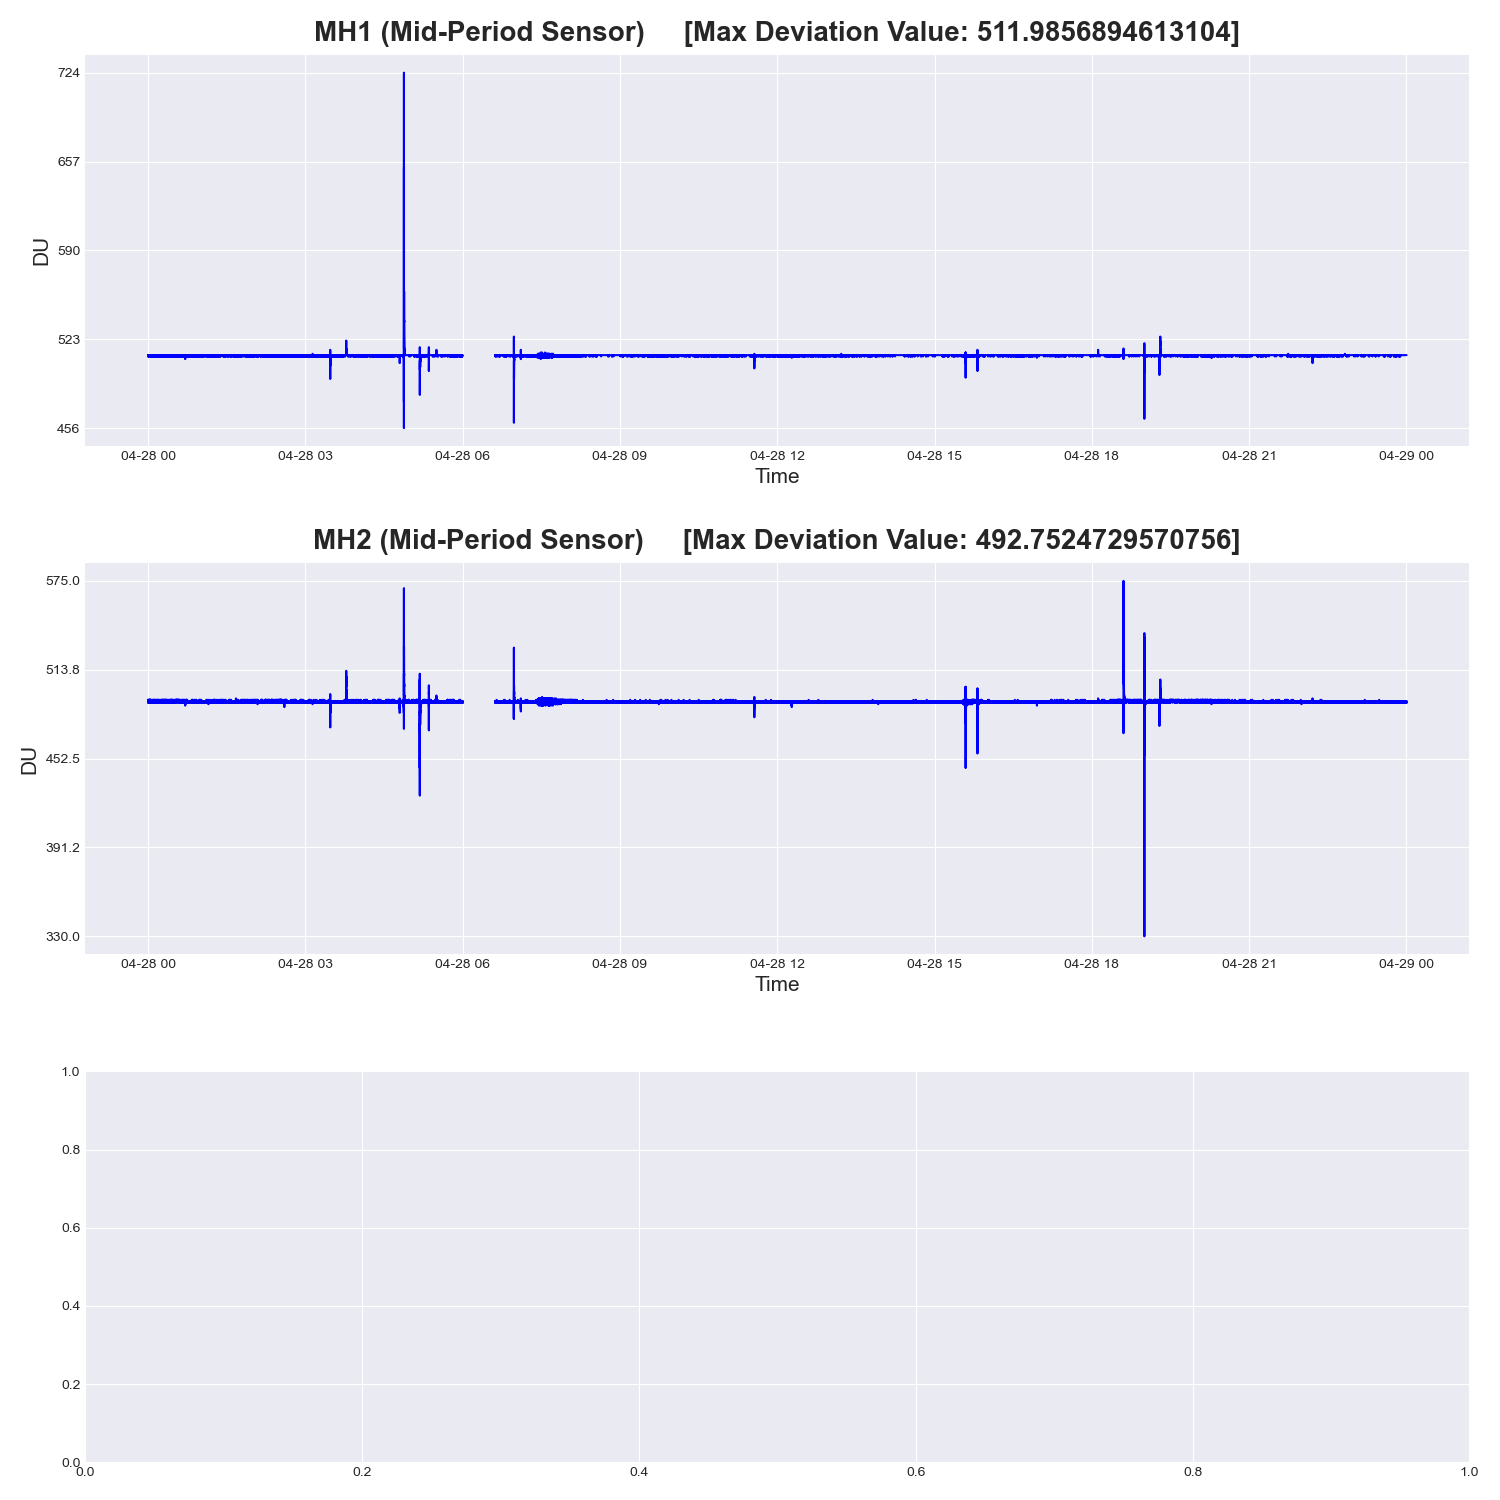 MH1 (Mid-Period Sensor) [Max Deviation Value: 511.9856894613104]
724
657
590
523
456
DU
04-28 00 04-28 03 04-28 06 04-28 09 04-28 12 04-28 15 04-28 18 04-28 21 04-29 00
Time
MH2 (Mid-Period Sensor) [Max Deviation Value: 492.7524729570756]
575.0
513.8
452.5
391.2
330.0
DU
04-28 00 04-28 03 04-28 06 04-28 09 04-28 12 04-28 15 04-28 18 04-28 21 04-29 00
Time
1.0
0.8
0.6
0.4
0.2
0.0
0.0 0.2 0.4 0.6 0.8 1.0